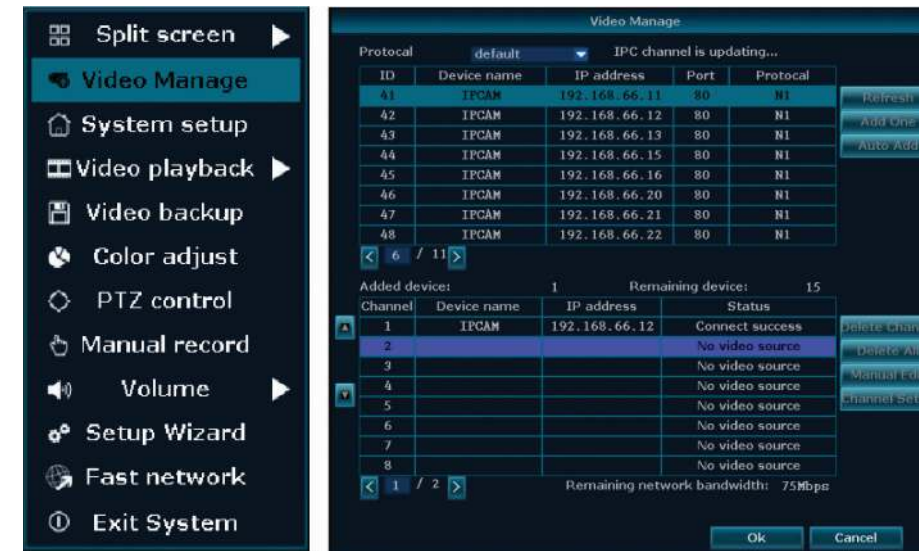 Split screen
Video Manage
System setup
Video playback
Video backup
Color adjust
PTZ control
Manual record
Volume
Setup Wizard
Fast network
Exit System
Video Manage
Protocal default IPC channel is updating...
ID Device name IP address Port Protocal
41 IPCAM 192.168.66.11 80 N1
42 IPCAM 192.168.66.12 80 N1
43 IPCAM 192.168.66.13 80 N1
44 IPCAM 192.168.66.15 80 N1
45 IPCAM 192.168.66.16 80 N1
46 IPCAM 192.168.66.20 80 N1
47 IPCAM 192.168.66.21 80 N1
48 IPCAM 192.168.66.22 80 N1
< 6 / 11 >
Refresh
Add One
Auto Add
Added device: 1 Remaining device: 15
Channel Device name IP address Status
1 IPCAM 192.168.66.12 Connect success
2 No video source
3 No video source
4 No video source
5 No video source
6 No video source
7 No video source
8 No video source
< 1 / 2 >
Remaining network bandwidth: 75Mbps
Delete Chan
Delete All
Manual Edi
Channel Set
Ok Cancel